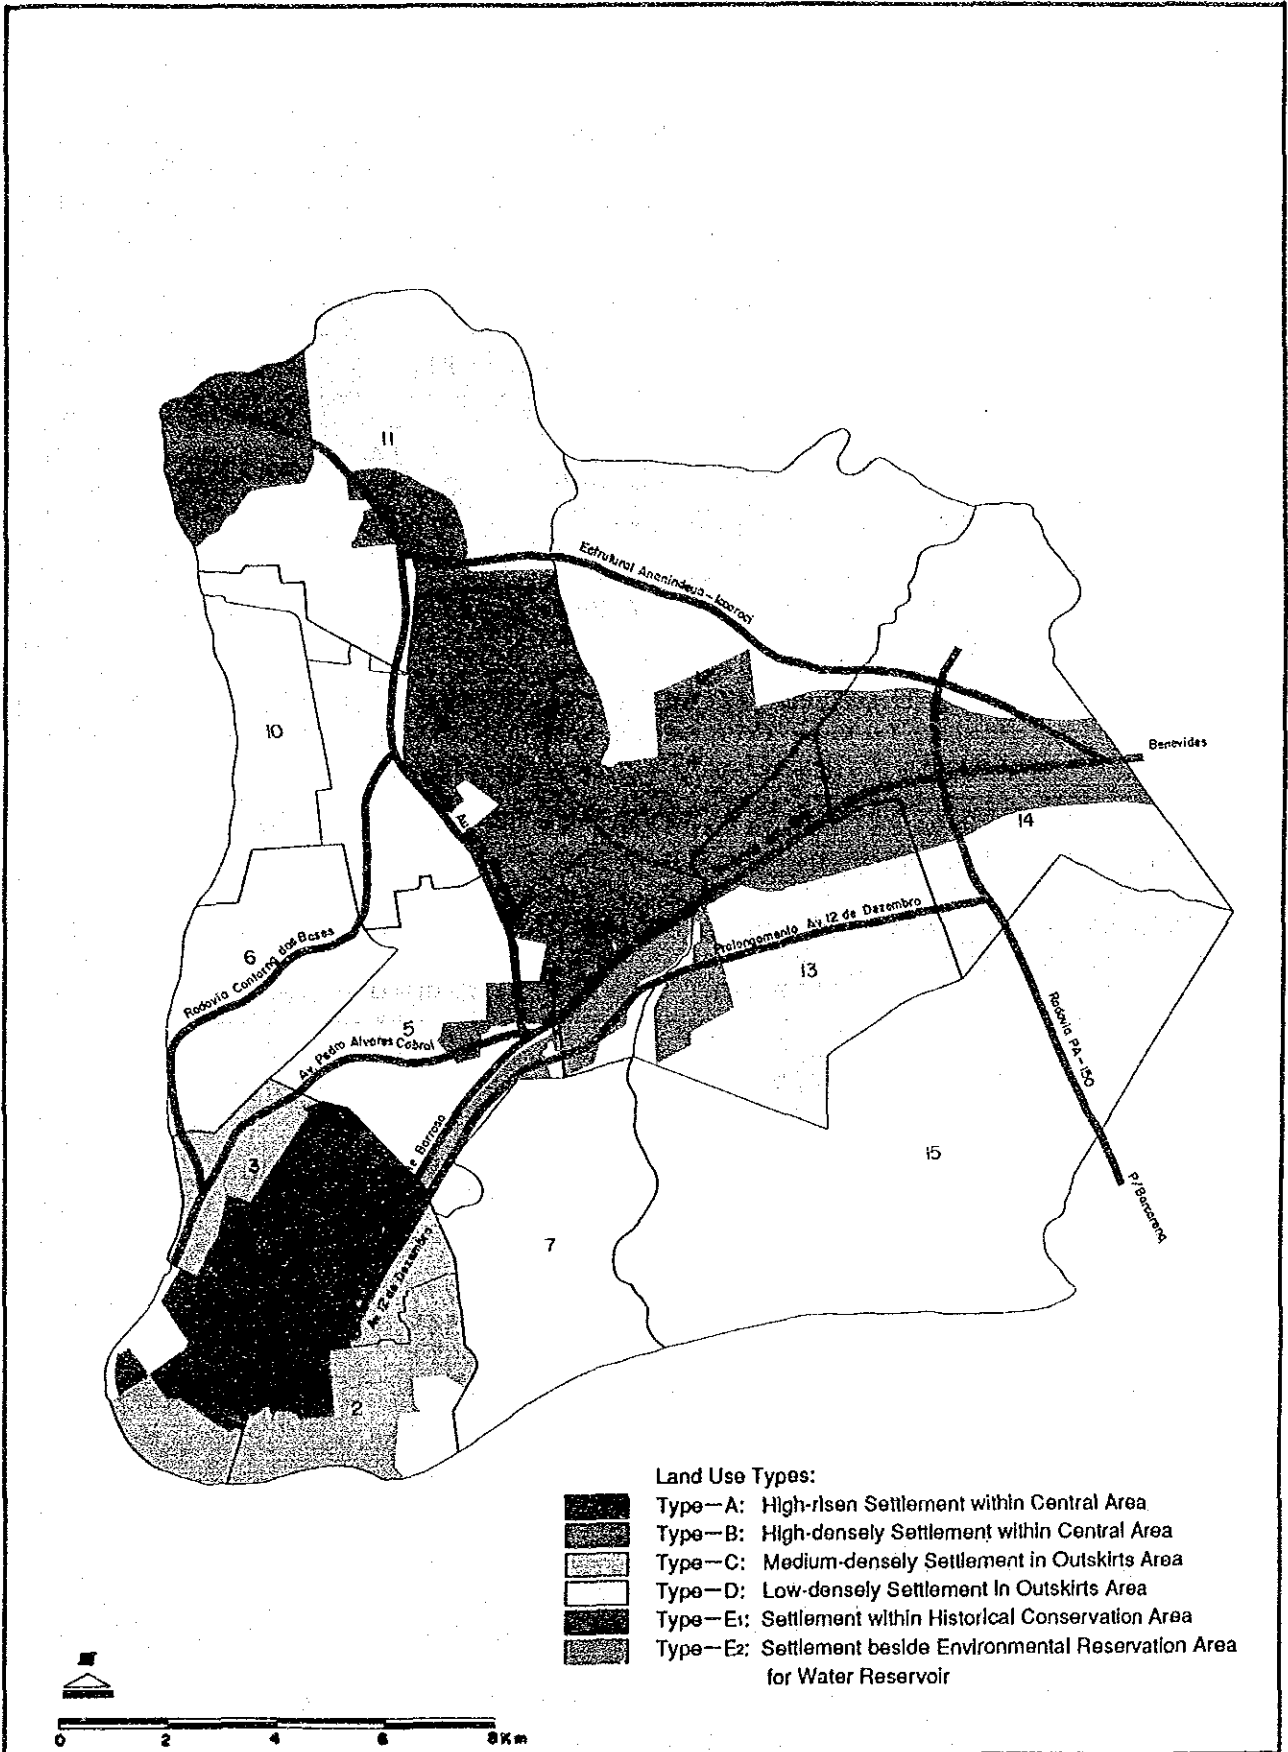 11
Estrutural Ananindeua-Icoaraci
10
Benevides
14
Prolongamento Av. 12 de Dezembro
13
6
Rodovia Contorno dos Bases
5
Av. Pedro Alvares Cabral
Rodovia PA-150
3
e Barroso
15
P/Barcarena
7
Av. 12 de Dezembro
2
Land Use Types:
Type-A: High-risen Settlement within Central Area
Type-B: High-densely Settlement within Central Area
Type-C: Medium-densely Settlement in Outskirts Area
Type-D: Low-densely Settlement in Outskirts Area
Type-E1: Settlement within Historical Conservation Area
Type-E2: Settlement beside Environmental Reservation Area
for Water Reservoir
0 2 4 6 8Km